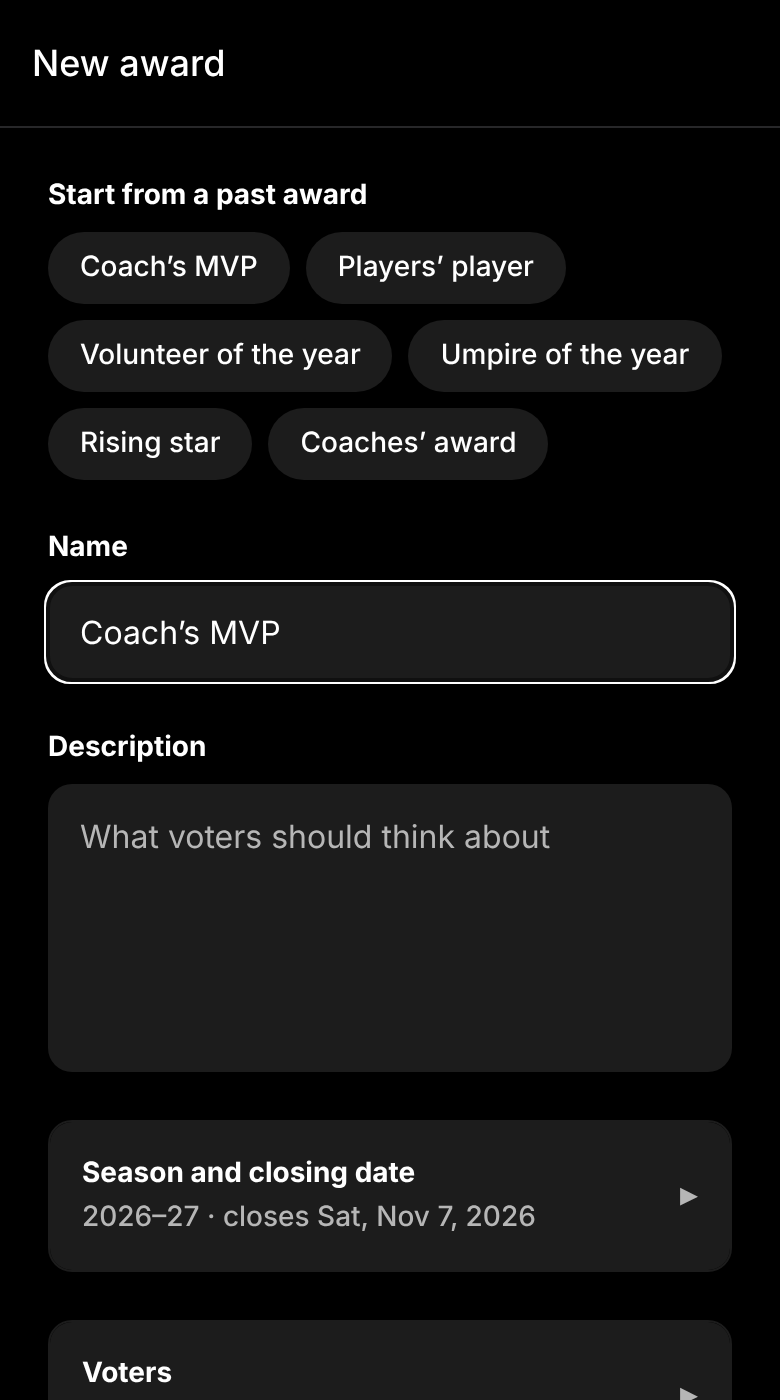 New award
Start from a past award
Coach’s MVP
Players’ player
Volunteer of the year
Umpire of the year
Rising star
Coaches’ award
Name
Coach’s MVP
Description
What voters should think about
Season and closing date
2026–27 · closes Sat, Nov 7, 2026
Voters